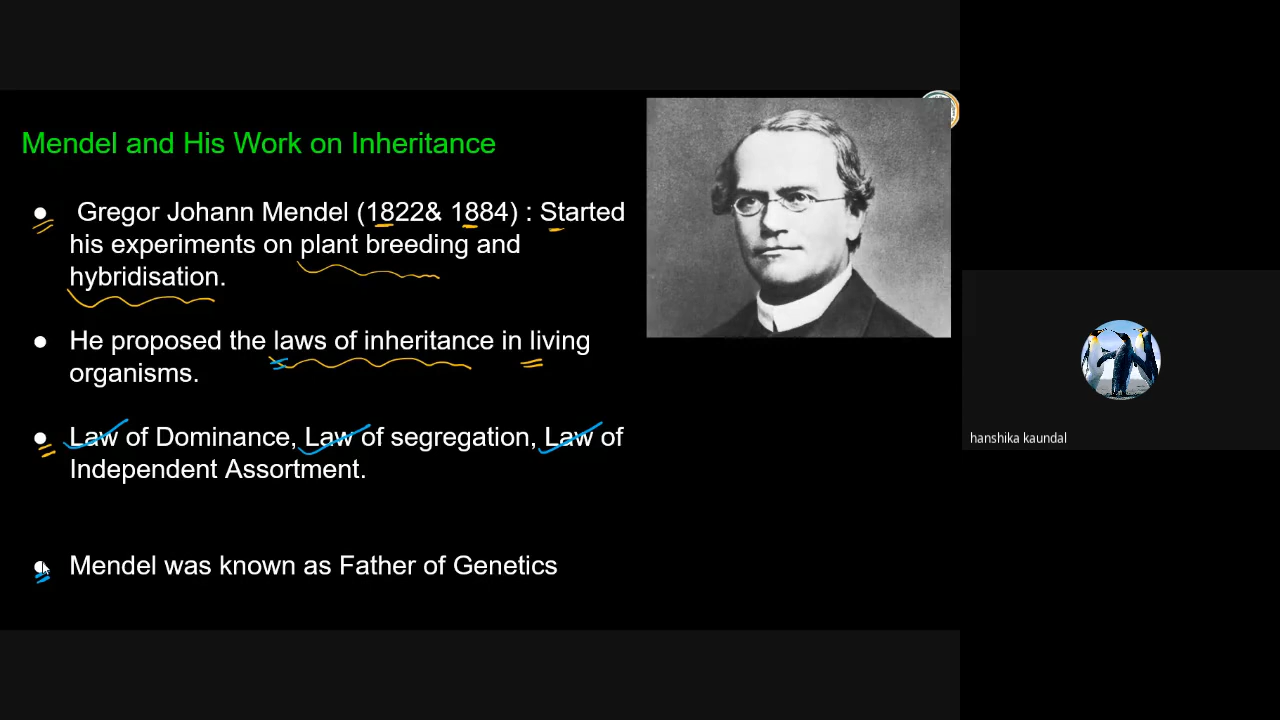 Mendel and His Work on Inheritance
● Gregor Johann Mendel (1822& 1884) : Started
his experiments on plant breeding and
hybridisation.
● He proposed the laws of inheritance in living
organisms.
● Law of Dominance, Law of segregation, Law of
Independent Assortment.
● Mendel was known as Father of Genetics
hanshika kaundal